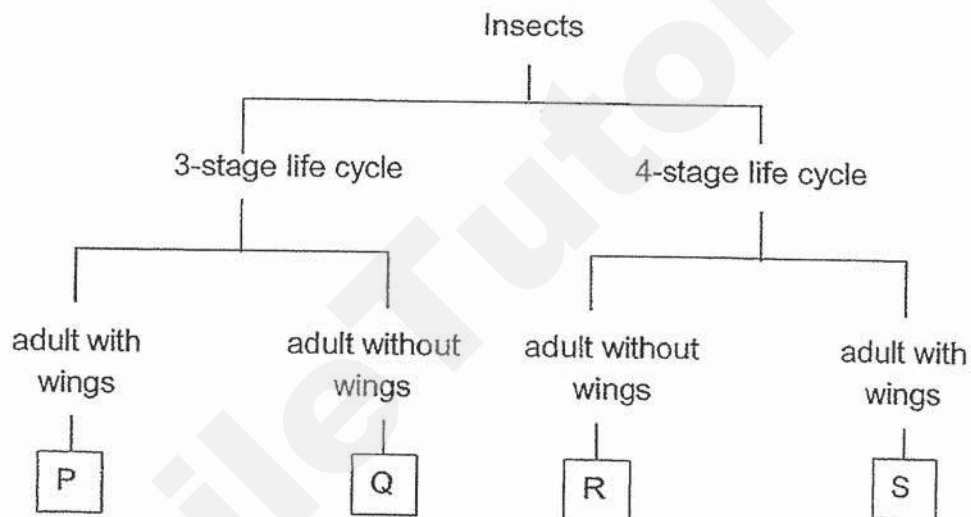 Insects
3-stage life cycle
4-stage life cycle
adult with
wings
adult without
wings
adult without
wings
adult with
wings
P
Q
R
S